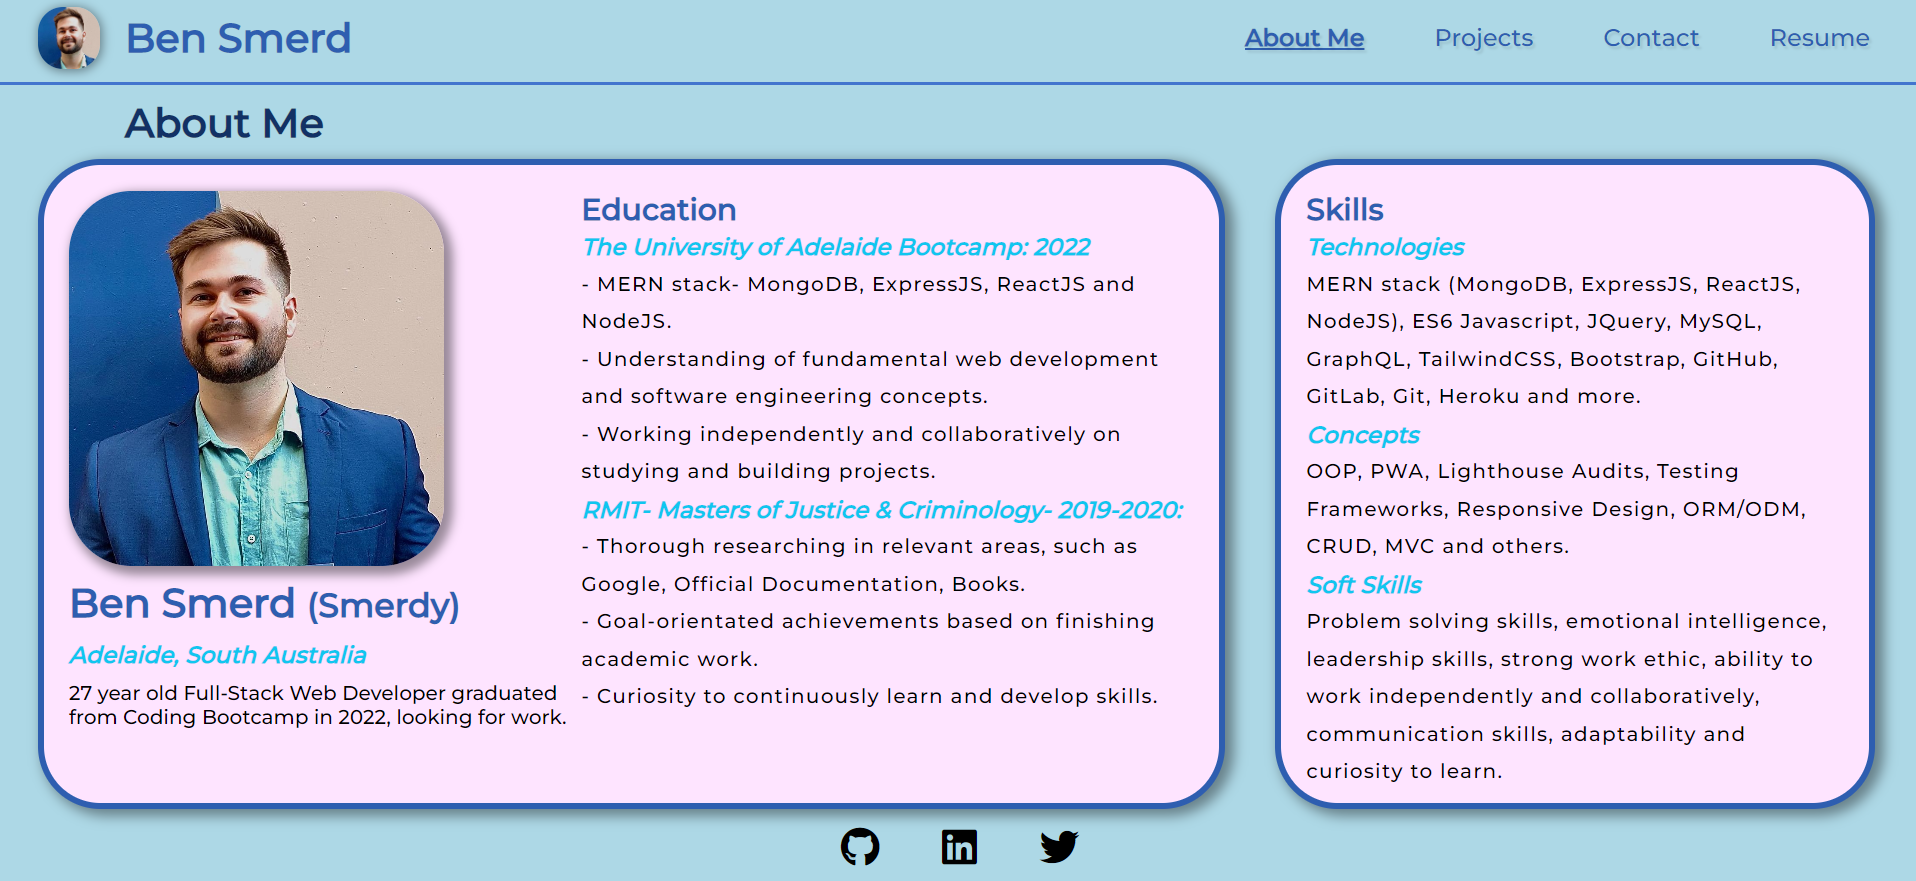 Ben Smerd
About Me
Projects
Contact
Resume
About Me
Ben Smerd (Smerdy)
Adelaide, South Australia
27 year old Full-Stack Web Developer graduated
from Coding Bootcamp in 2022, looking for work.
Education
The University of Adelaide Bootcamp: 2022
- MERN stack- MongoDB, ExpressJS, ReactJS and
NodeJS.
- Understanding of fundamental web development
and software engineering concepts.
- Working independently and collaboratively on
studying and building projects.
RMIT- Masters of Justice & Criminology- 2019-2020:
- Thorough researching in relevant areas, such as
Google, Official Documentation, Books.
- Goal-orientated achievements based on finishing
academic work.
- Curiosity to continuously learn and develop skills.
Skills
Technologies
MERN stack (MongoDB, ExpressJS, ReactJS,
NodeJS), ES6 Javascript, JQuery, MySQL,
GraphQL, TailwindCSS, Bootstrap, GitHub,
GitLab, Git, Heroku and more.
Concepts
OOP, PWA, Lighthouse Audits, Testing
Frameworks, Responsive Design, ORM/ODM,
CRUD, MVC and others.
Soft Skills
Problem solving skills, emotional intelligence,
leadership skills, strong work ethic, ability to
work independently and collaboratively,
communication skills, adaptability and
curiosity to learn.
in